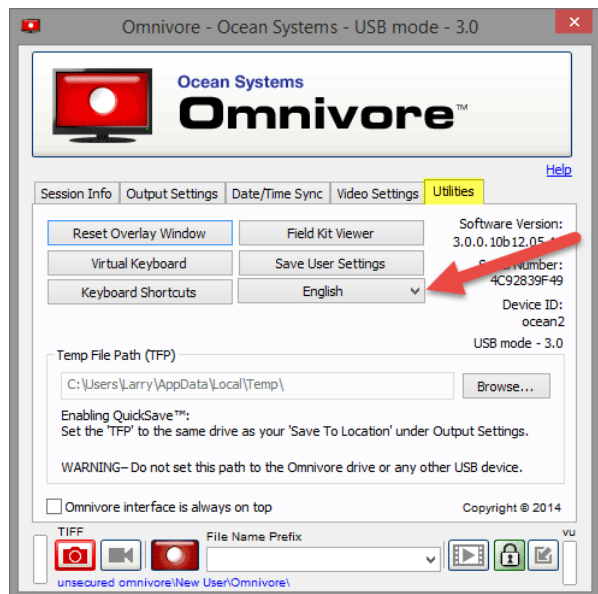 Omnivore - Ocean Systems - USB mode - 3.0
Ocean Systems
Omnivore™
Help
Session Info Output Settings Date/Time Sync Video Settings Utilities
Reset Overlay Window Field Kit Viewer Software Version:
3.0.0.10b12.05
Virtual Keyboard Save User Settings Number:
4C92839F49
Keyboard Shortcuts English
Device ID:
ocean2
USB mode - 3.0
Temp File Path (TFP)
C:\Users\Larry\AppData\Local\Temp\ Browse...
Enabling QuickSave™:
Set the 'TFP' to the same drive as your 'Save To Location' under Output Settings.
WARNING– Do not set this path to the Omnivore drive or any other USB device.
Omnivore interface is always on top Copyright © 2014
TIFF File Name Prefix vu
unsecured omnivore\New User\Omnivore\